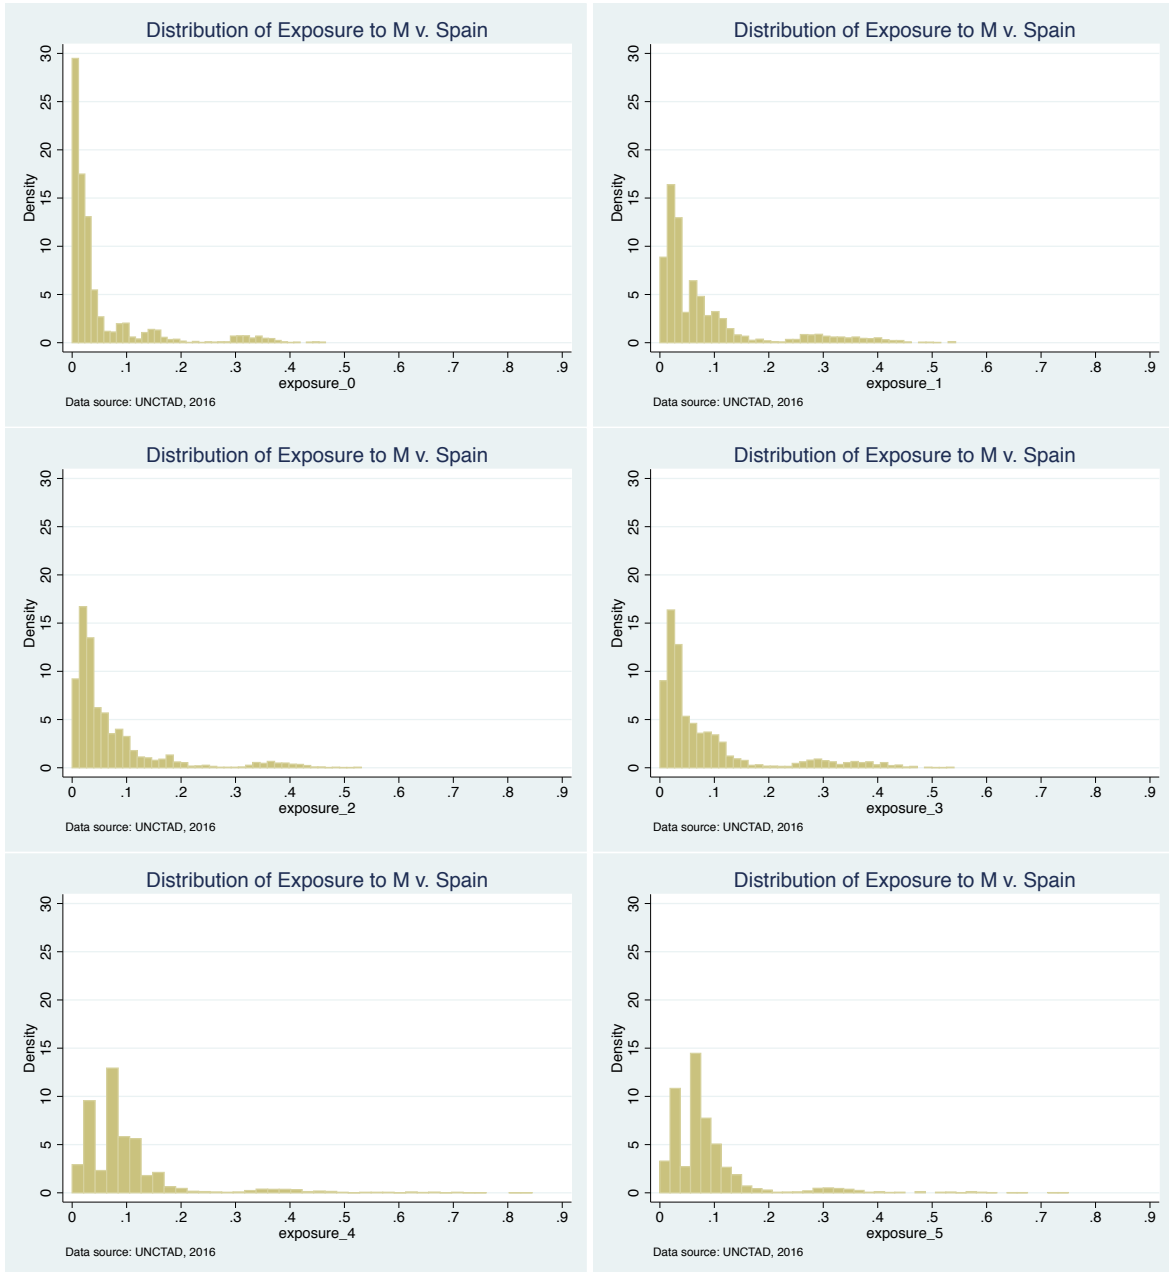 Distribution of Exposure to M v. Spain
30
25
20
15
10
5
0
Density
0 .1 .2 .3 .4 .5 .6 .7 .8 .9
exposure_0
Data source: UNCTAD, 2016
Distribution of Exposure to M v. Spain
30
25
20
15
10
5
0
Density
0 .1 .2 .3 .4 .5 .6 .7 .8 .9
exposure_1
Data source: UNCTAD, 2016
Distribution of Exposure to M v. Spain
30
25
20
15
10
5
0
Density
0 .1 .2 .3 .4 .5 .6 .7 .8 .9
exposure_2
Data source: UNCTAD, 2016
Distribution of Exposure to M v. Spain
30
25
20
15
10
5
0
Density
0 .1 .2 .3 .4 .5 .6 .7 .8 .9
exposure_3
Data source: UNCTAD, 2016
Distribution of Exposure to M v. Spain
30
25
20
15
10
5
0
Density
0 .1 .2 .3 .4 .5 .6 .7 .8 .9
exposure_4
Data source: UNCTAD, 2016
Distribution of Exposure to M v. Spain
30
25
20
15
10
5
0
Density
0 .1 .2 .3 .4 .5 .6 .7 .8 .9
exposure_5
Data source: UNCTAD, 2016